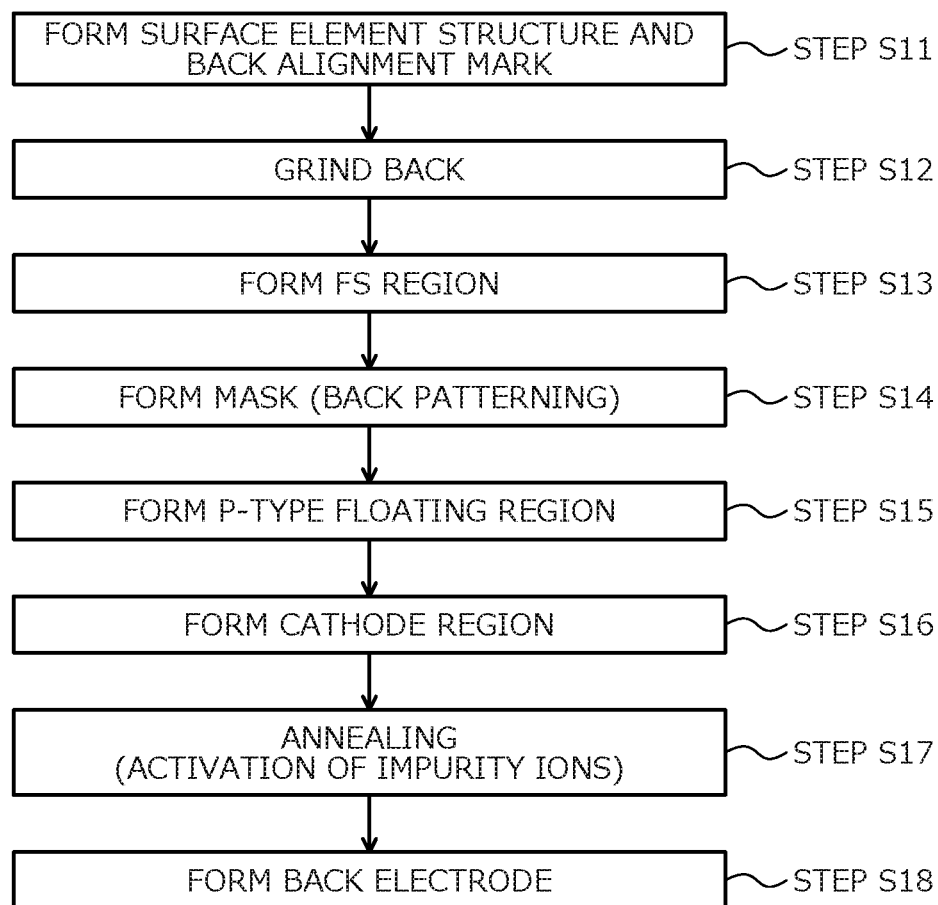 FORM SURFACE ELEMENT STRUCTURE AND
BACK ALIGNMENT MARK
STEP S11
GRIND BACK
STEP S12
FORM FS REGION
STEP S13
FORM MASK (BACK PATTERNING)
STEP S14
FORM P-TYPE FLOATING REGION
STEP S15
FORM CATHODE REGION
STEP S16
ANNEALING
(ACTIVATION OF IMPURITY IONS)
STEP S17
FORM BACK ELECTRODE
STEP S18